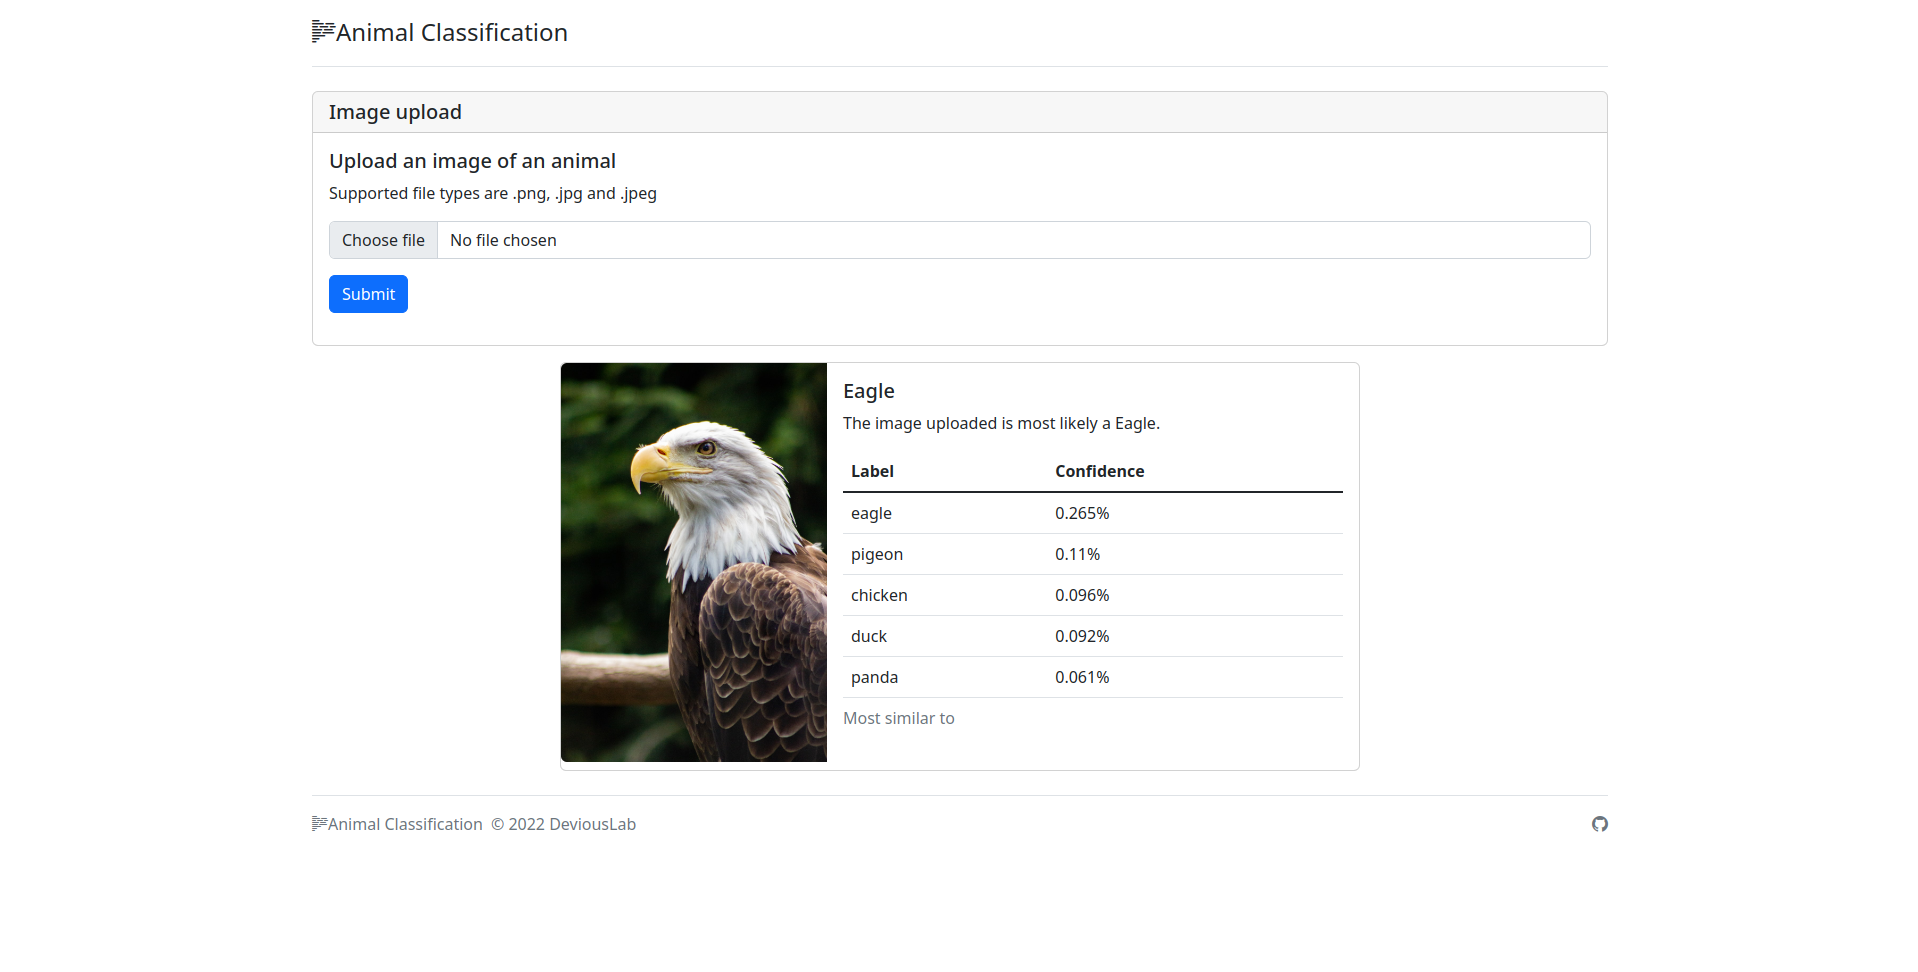 Animal Classification
Image upload
Upload an image of an animal
Supported file types are .png, .jpg and .jpeg
Choose file No file chosen
Submit
Eagle
The image uploaded is most likely a Eagle.
Label Confidence
eagle 0.265%
pigeon 0.11%
chicken 0.096%
duck 0.092%
panda 0.061%
Most similar to
Animal Classification © 2022 DeviousLab